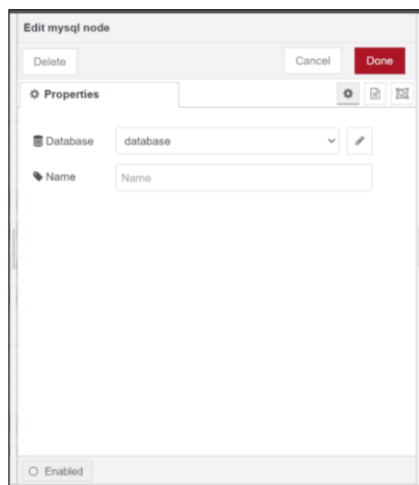 Edit mysql node
Delete Cancel Done
Properties
Database database
Name Name
Enabled